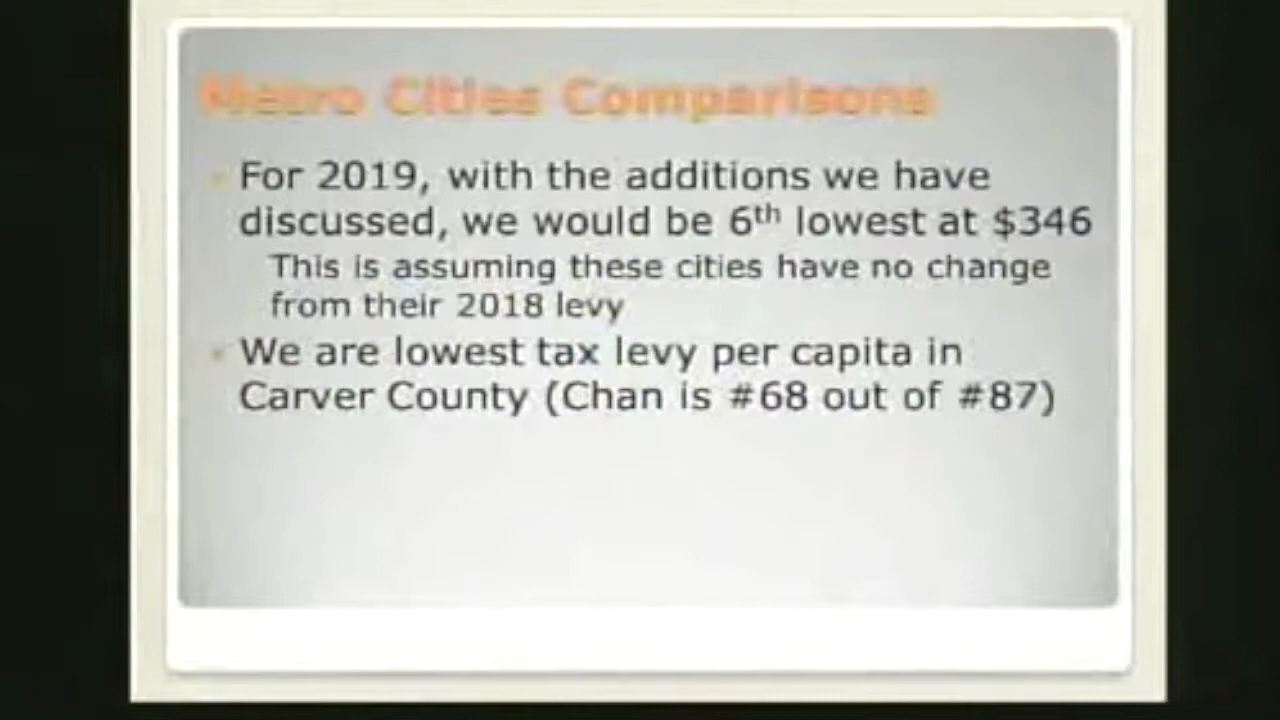 Metro Cities Comparisons
For 2019, with the additions we have
discussed, we would be 6th lowest at $346
This is assuming these cities have no change
from their 2018 levy
We are lowest tax levy per capita in
Carver County (Chan is #68 out of #87)